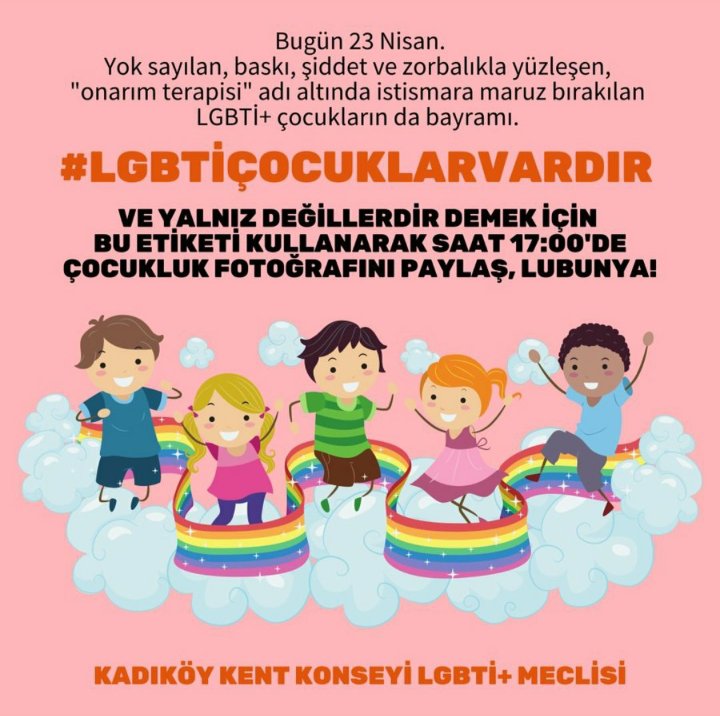 Bugün 23 Nisan.
Yok sayılan, baskı, şiddet ve zorbalıkla yüzleşen,
"onarım terapisi" adı altında istismara maruz bırakılan
LGBTİ+ çocukların da bayramı.
#LGBTİÇOCUKLARVARDIR
VE YALNIZ DEĞİLLERDİR DEMEK İÇİN
BU ETİKETİ KULLANARAK SAAT 17:00'DE
ÇOCUKLUK FOTOĞRAFINI PAYLAŞ, LUBUNYA!
KADIKÖY KENT KONSEYİ LGBTİ+ MECLİSİ